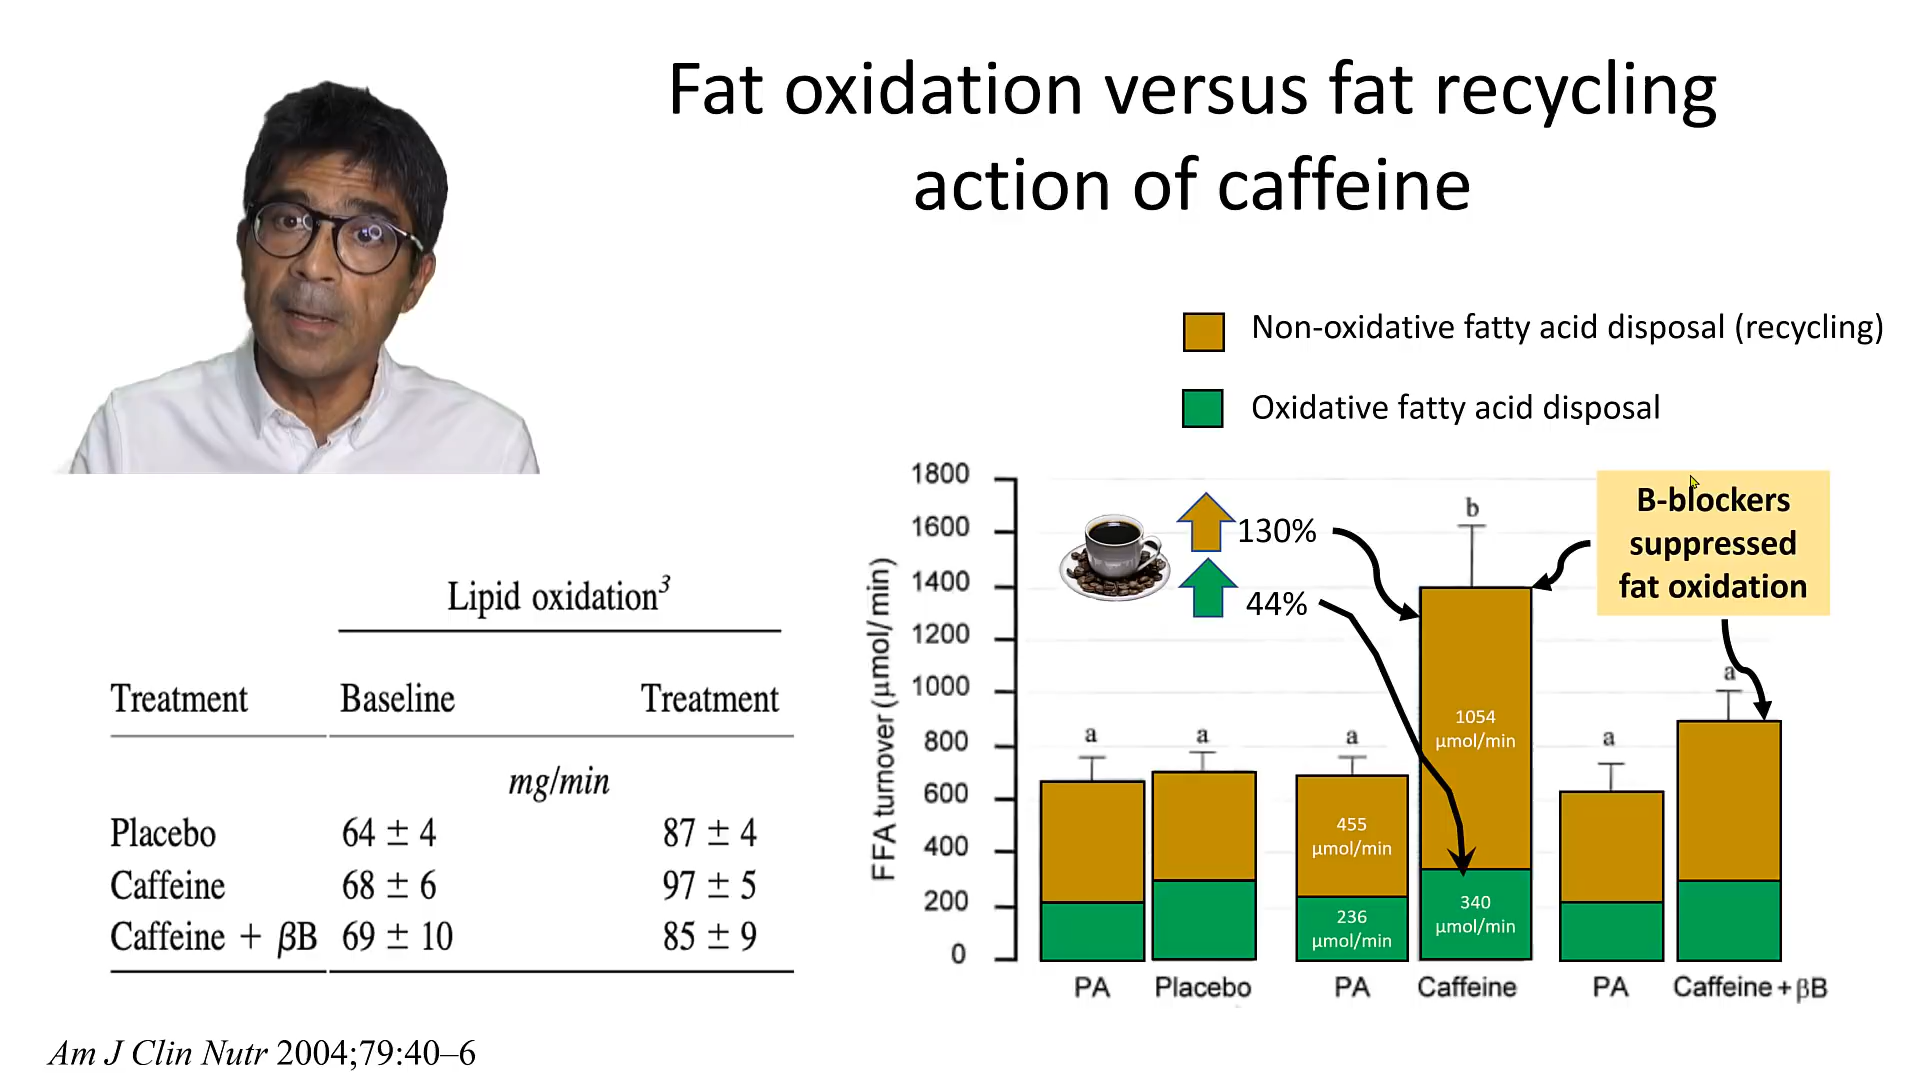 Fat oxidation versus fat recycling
action of caffeine
Non-oxidative fatty acid disposal (recycling)
Oxidative fatty acid disposal
Lipid oxidation³
Treatment Baseline Treatment
mg/min
Placebo 64 ± 4 87 ± 4
Caffeine 68 ± 6 97 ± 5
Caffeine + βB 69 ± 10 85 ± 9
Am J Clin Nutr 2004;79:40–6
FFA turnover (µmol/min)
1800
1600
1400
1200
1000
800
600
400
200
0
130%
44%
B-blockers
suppressed
fat oxidation
a
a
a
b
a
a
455
µmol/min
236
µmol/min
1054
µmol/min
340
µmol/min
PA Placebo PA Caffeine PA Caffeine + βB